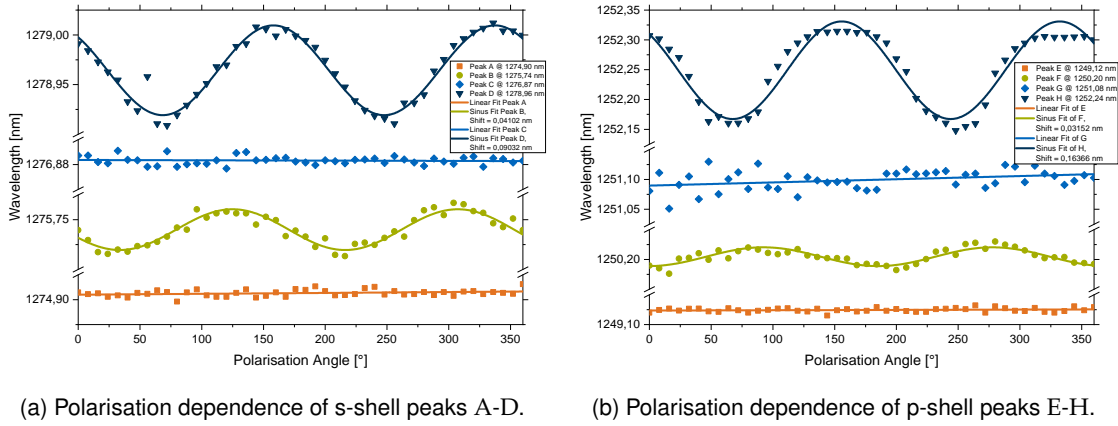 1279,00
1278,95
1276,88
1275,75
1274,90
Wavelength [nm]
0 50 100 150 200 250 300 350
Polarisation Angle [°]
Peak A @ 1274,90 nm
Peak B @ 1275,74 nm
Peak C @ 1276,87 nm
Peak D @ 1278,96 nm
Linear Fit Peak A
Sinus Fit Peak B,
Shift = 0,04102 nm
Linear Fit Peak C
Sinus Fit Peak D,
Shift =0,09032 nm
(a) Polarisation dependence of s-shell peaks A-D.
1252,35
1252,30
1252,25
1252,20
1252,15
1251,10
1251,05
1250,20
1249,10
Wavelength [nm]
0 50 100 150 200 250 300 350
Polarisation Angle [°]
Peak E @ 1249,12 nm
Peak F @ 1250,20 nm
Peak G @ 1251,08 nm
Peak H @ 1252,24 nm
Linear Fit of E
Sinus Fit of F,
Shift = 0,03152 nm
Linear Fit of G
Sinus Fit of H,
Shift = 0,16366 nm
(b) Polarisation dependence of p-shell peaks E-H.